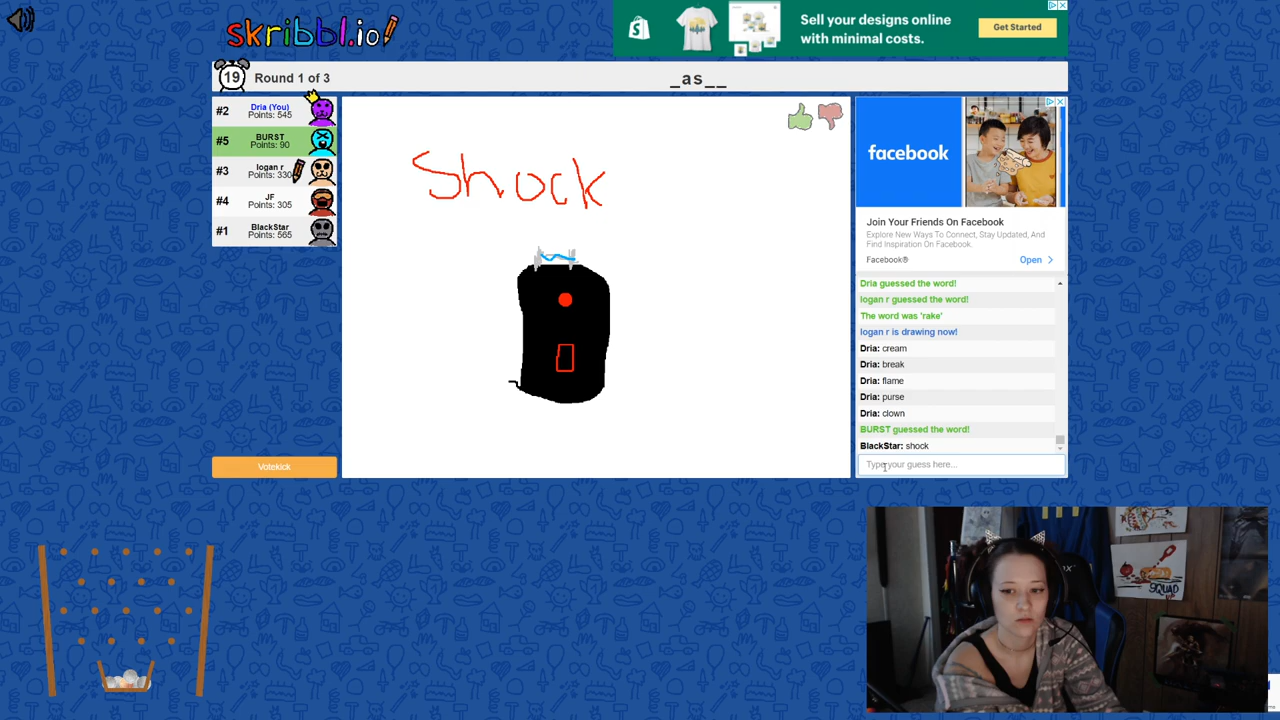 skribbl.io
Sell your designs online
with minimal costs.
Get Started
19
Round 1 of 3
_as__
#2
Dria (You)
Points: 545
#5
BURST
Points: 90
#3
logan r
Points: 330
#4
JF
Points: 305
#1
BlackStar
Points: 565
Votekick
Shock
facebook
Join Your Friends On Facebook
Explore New Ways To Connect, Stay Updated, And
Find Inspiration On Facebook.
Facebook®
Open
Dria guessed the word!
logan r guessed the word!
The word was 'rake'
logan r is drawing now!
Dria: cream
Dria: break
Dria: flame
Dria: purse
Dria: clown
BURST guessed the word!
BlackStar: shock
Type your guess here...
SQUAD